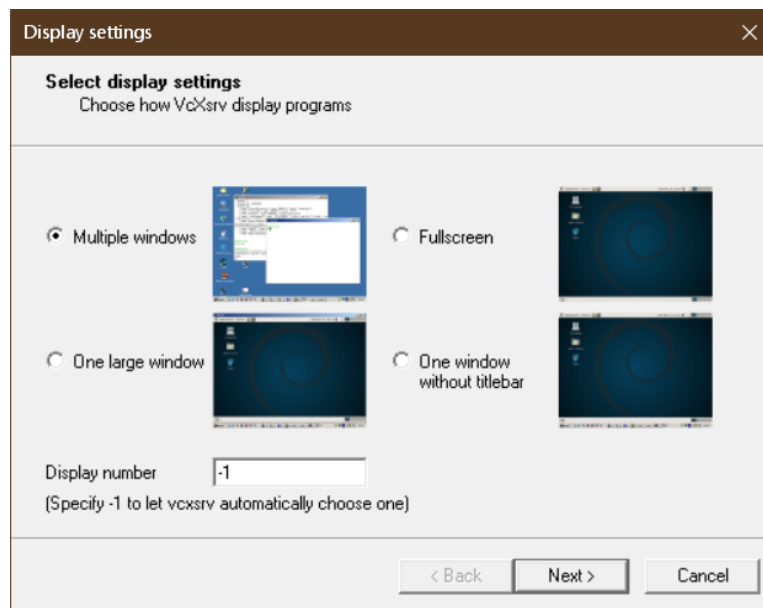 Display settings
Select display settings
Choose how VcXsrv display programs
Multiple windows
Fullscreen
One large window
One window
without titlebar
Display number
-1
(Specify -1 to let vcxsrv automatically choose one)
< Back
Next >
Cancel